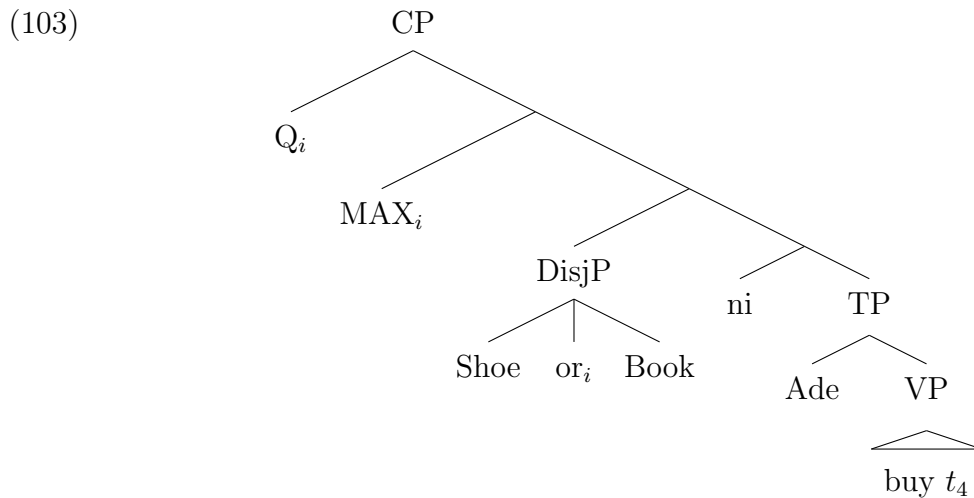 (103) CP
Q_i
MAX_i
DisjP ni TP
Shoe or_i Book Ade VP
buy t_4